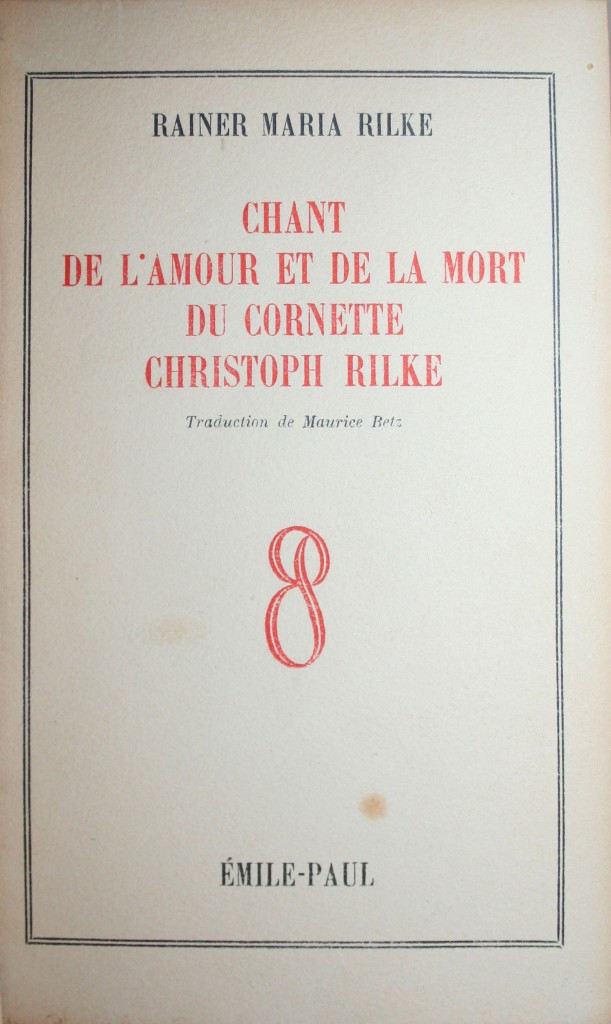 RAINER MARIA RILKE
CHANT
DE L'AMOUR ET DE LA MORT
DU CORNETTE
CHRISTOPH RILKE
Traduction de Maurice Betz
ÉMILE-PAUL